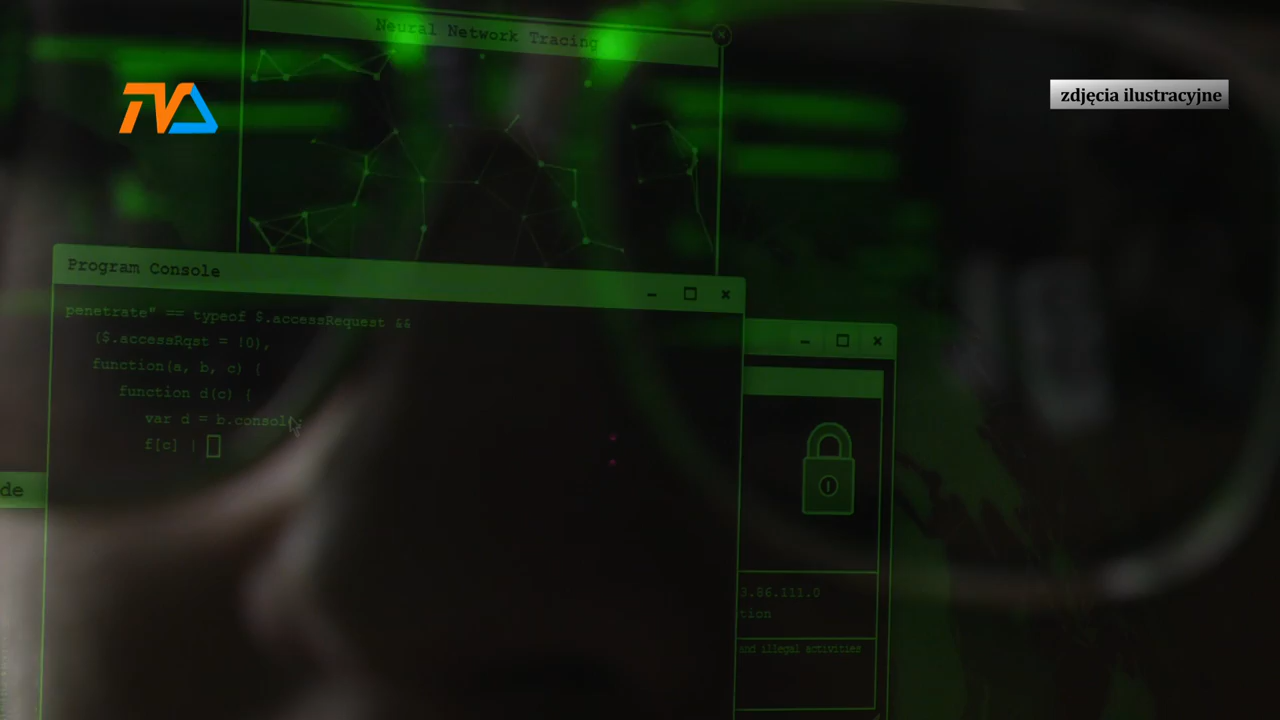 Neural Network Tracing
TVA
zdjęcia ilustracyjne
Program Console
penetrate" == typeof $.accessRequest &&
($.accessRqst = !0),
function(a, b, c) {
function d(c) {
var d = b.consol
f[c] |
de
3.86.111.0
tion
and illegal activities